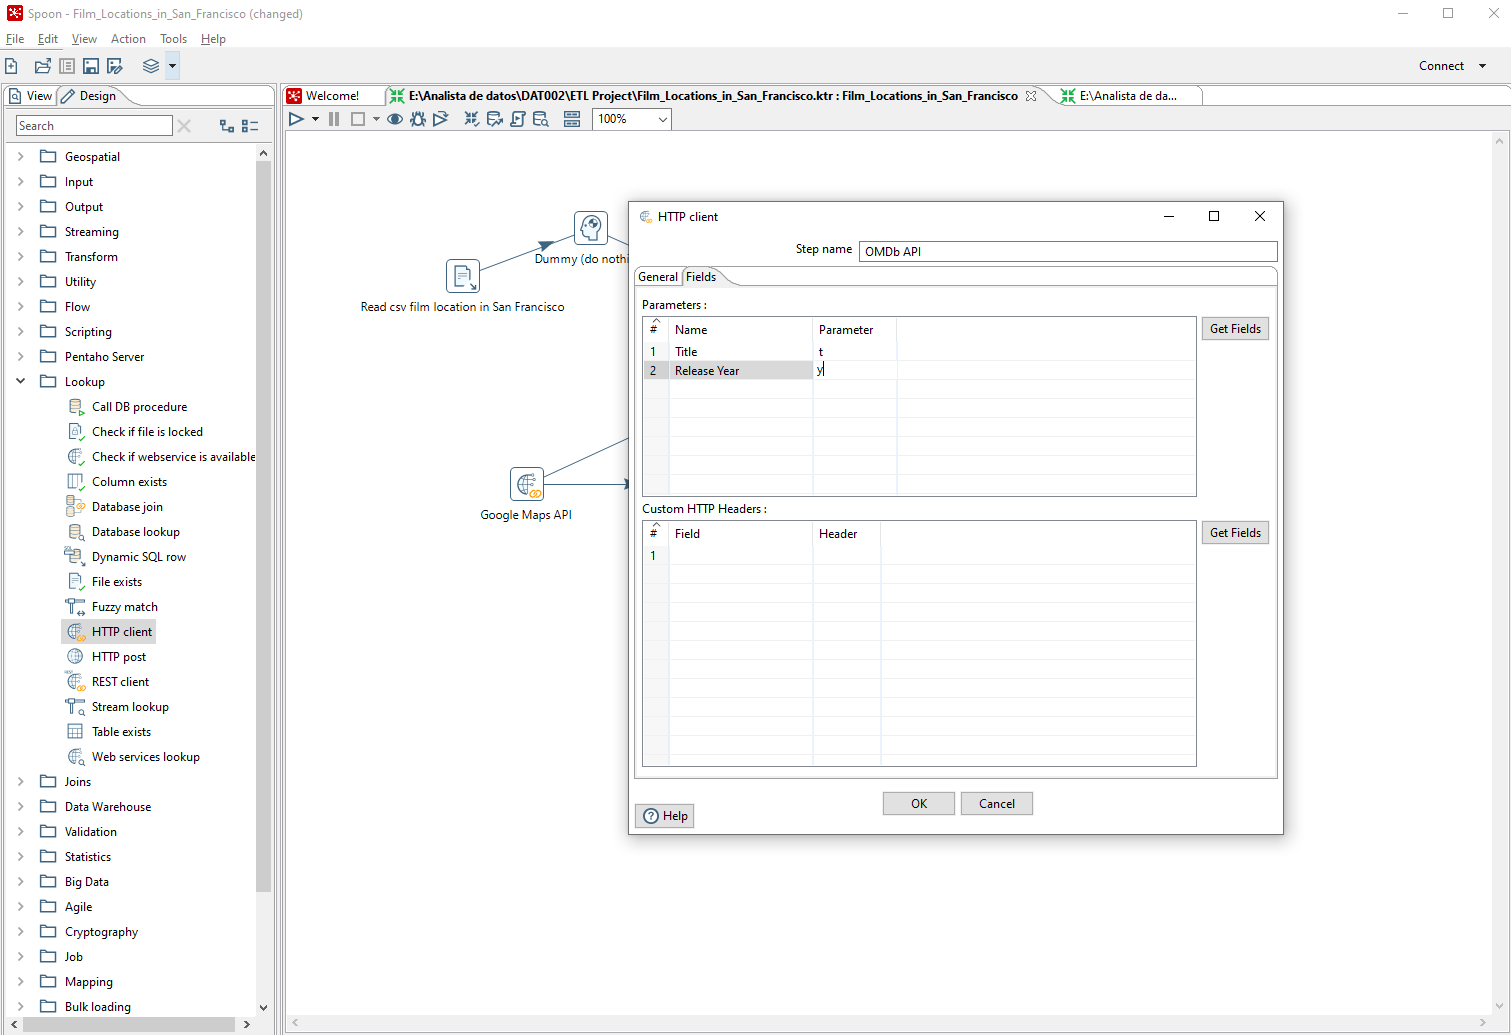 Spoon - Film_Locations_in_San_Francisco (changed)
File Edit View Action Tools Help
Connect
View Design
Welcome! E:\Analista de datos\DAT002\ETL Project\Film_Locations_in_San_Francisco.ktr : Film_Locations_in_San_Francisco E:\Analista de da...
Search
100%
Geospatial
Input
Output
Streaming
Transform
Utility
Flow
Scripting
Pentaho Server
Lookup
Call DB procedure
Check if file is locked
Check if webservice is available
Column exists
Database join
Database lookup
Dynamic SQL row
File exists
Fuzzy match
HTTP client
HTTP post
REST client
Stream lookup
Table exists
Web services lookup
Joins
Data Warehouse
Validation
Statistics
Big Data
Agile
Cryptography
Job
Mapping
Bulk loading
Dummy (do nothi
Read csv film location in San Francisco
Google Maps API
HTTP client
Step name OMDb API
General Fields
Parameters :
# Name Parameter
Get Fields
1 Title t
2 Release Year y
Custom HTTP Headers :
# Field Header
Get Fields
1
OK Cancel
Help